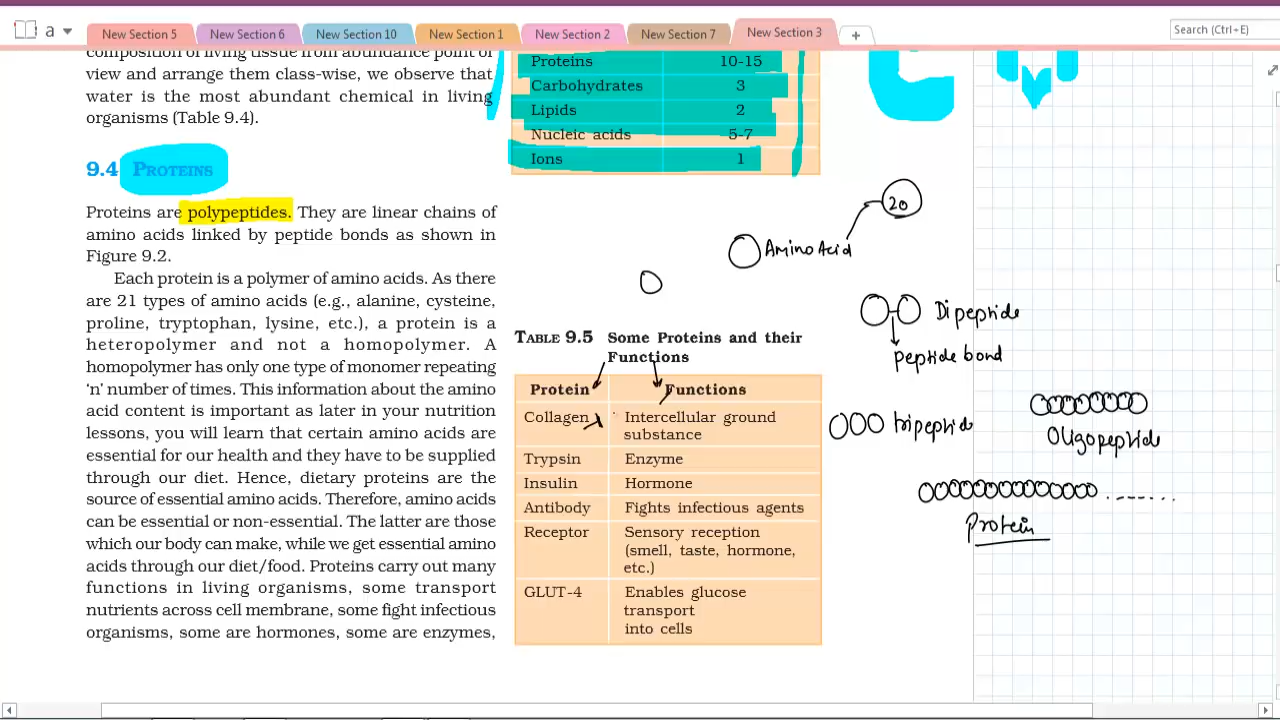 a
New Section 5
New Section 6
New Section 10
New Section 1
New Section 2
New Section 7
New Section 3
Search (Ctrl+E)
composition of living tissue from abundance point of
view and arrange them class-wise, we observe that
water is the most abundant chemical in living
organisms (Table 9.4).
9.4 PROTEINS
Proteins are polypeptides. They are linear chains of
amino acids linked by peptide bonds as shown in
Figure 9.2.
Each protein is a polymer of amino acids. As there
are 21 types of amino acids (e.g., alanine, cysteine,
proline, tryptophan, lysine, etc.), a protein is a
heteropolymer and not a homopolymer. A
homopolymer has only one type of monomer repeating
'n' number of times. This information about the amino
acid content is important as later in your nutrition
lessons, you will learn that certain amino acids are
essential for our health and they have to be supplied
through our diet. Hence, dietary proteins are the
source of essential amino acids. Therefore, amino acids
can be essential or non-essential. The latter are those
which our body can make, while we get essential amino
acids through our diet/food. Proteins carry out many
functions in living organisms, some transport
nutrients across cell membrane, some fight infectious
organisms, some are hormones, some are enzymes,
Proteins 10-15
Carbohydrates 3
Lipids 2
Nucleic acids 5-7
Ions 1
TABLE 9.5 Some Proteins and their
Functions
Protein Functions
Collagen Intercellular ground
substance
Trypsin Enzyme
Insulin Hormone
Antibody Fights infectious agents
Receptor Sensory reception
(smell, taste, hormone,
etc.)
GLUT-4 Enables glucose
transport
into cells
20
Amino Acid
Dipeptide
peptide bond
tripeptide
Oligopeptide
Protein